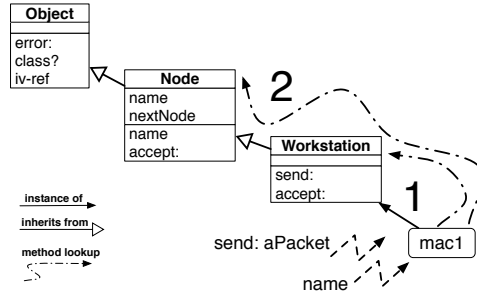 Object
error:
class?
iv-ref
Node
name
nextNode
name
accept:
2
Workstation
send:
accept:
1
instance of
inherits from
method lookup
send: aPacket
mac1
name